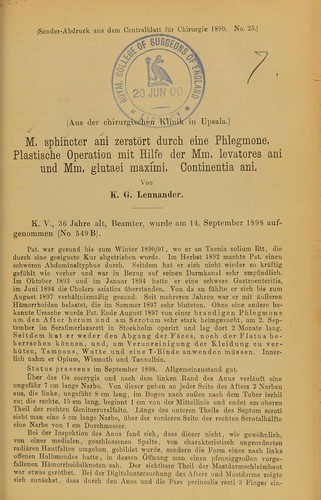 (Sonder-Abdruck aus dem Centralblatt für Chirurgie 1899. No. 25.)
ROYAL COLLEGE OF SURGEONS OF ENGLAND
20 JUN 00
7.
(Aus der chirurgischen Klinik in Upsala.)
M. sphincter ani zerstört durch eine Phlegmone.
Plastische Operation mit Hilfe der Mm. levatores ani
und Mm. glutaei maximi. Continentia ani.
Von
K. G. Lennander.
K. V., 36 Jahre alt, Beamter, wurde am 14. September 1898 auf-
genommen (No. 549 B).
Pat. war gesund bis zum Winter 1890/91, wo er an Taenia solium litt, die
durch eine geeignete Kur abgetrieben wurde. Im Herbst 1892 machte Pat. einen
schweren Abdominaltyphus durch. Seitdem hat er sich nicht wieder so kräftig
gefühlt wie vorher und war in Bezug auf seinen Darmkanal sehr empfindlich.
Im Oktober 1893 und im Januar 1894 hatte er eine schwere Gastroenteritis,
im Juni 1894 die Cholera asiatica überstanden. Von da an fühlte er sich bis zum
August 1897 verhältnismäßig gesund. Seit mehreren Jahren war er mit äußeren
Hämorrhoiden behaftet, die im Sommer 1897 sehr bluteten. Ohne eine andere be-
kannte Ursache wurde Pat. Ende August 1897 von einer brandigen Phlegmone
um den After herum und am Scrotum sehr stark heimgesucht, am 2. Sep-
tember im Serafimerlazarett in Stockholm operirt und lag dort 2 Monate lang.
Seitdem hat er weder den Abgang der Faeces, noch der Flatus be-
herrschen können, und, um Verunreinigung der Kleidung zu ver-
hüten, Tampons, Watte und eine T-Binde anwenden müssen. Inner-
lich nahm er Opium, Wismuth und Tannalbin.
Status praesens im September 1898. Allgemeinzustand gut.
Über das Os coccygis und nach dem linken Rand des Anus verläuft eine
ungefähr 7 cm lange Narbe. Von dieser gehen an jeder Seite des Afters 2 Narben
aus, die linke, ungefähr 8 cm lang, im Bogen nach außen nach dem Tuber ischii
zu; die rechte, 15 cm lang, beginnt 1 cm von der Mittellinie und endet am oberen
Theil der rechten Genitocruralfalte. Längs des unteren Theils des Septum scroti
sieht man eine 5 cm lange Narbe, über der vorderen Seite der rechten Scrotalhälfte
eine Narbe von 1 cm Durchmesser.
Bei der Inspektion des Anus fand sich, dass dieser nicht, wie gewöhnlich,
von einer medialen, geschlossenen Spalte, von charakteristisch angeordneten
radiären Hautfalten umgeben, gebildet wurde, sondern die Form eines nach links
offenen Halbmondes hatte, in dessen Öffnung man einen pfenniggroßen vorge-
fallenen Hämorrhoidalknoten sah. Der sichtbare Theil der Mastdarmschleimhaut
war etwas geröthet. Bei der Digitaluntersuchung des Afters und Mastdarms zeigte
sich zunächst, dass durch den Anus und die Pars perinealis recti 3 Finger ein-